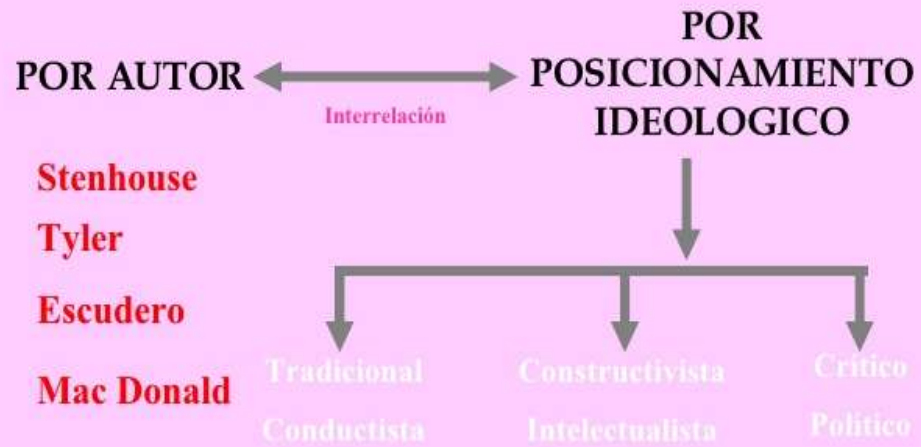 POR AUTOR
Interrelación
POR
POSICIONAMIENTO
IDEOLOGICO
Stenhouse
Tyler
Escudero
Mac Donald
Tradicional
Conductista
Constructivista
Intelectualista
Crítico
Político